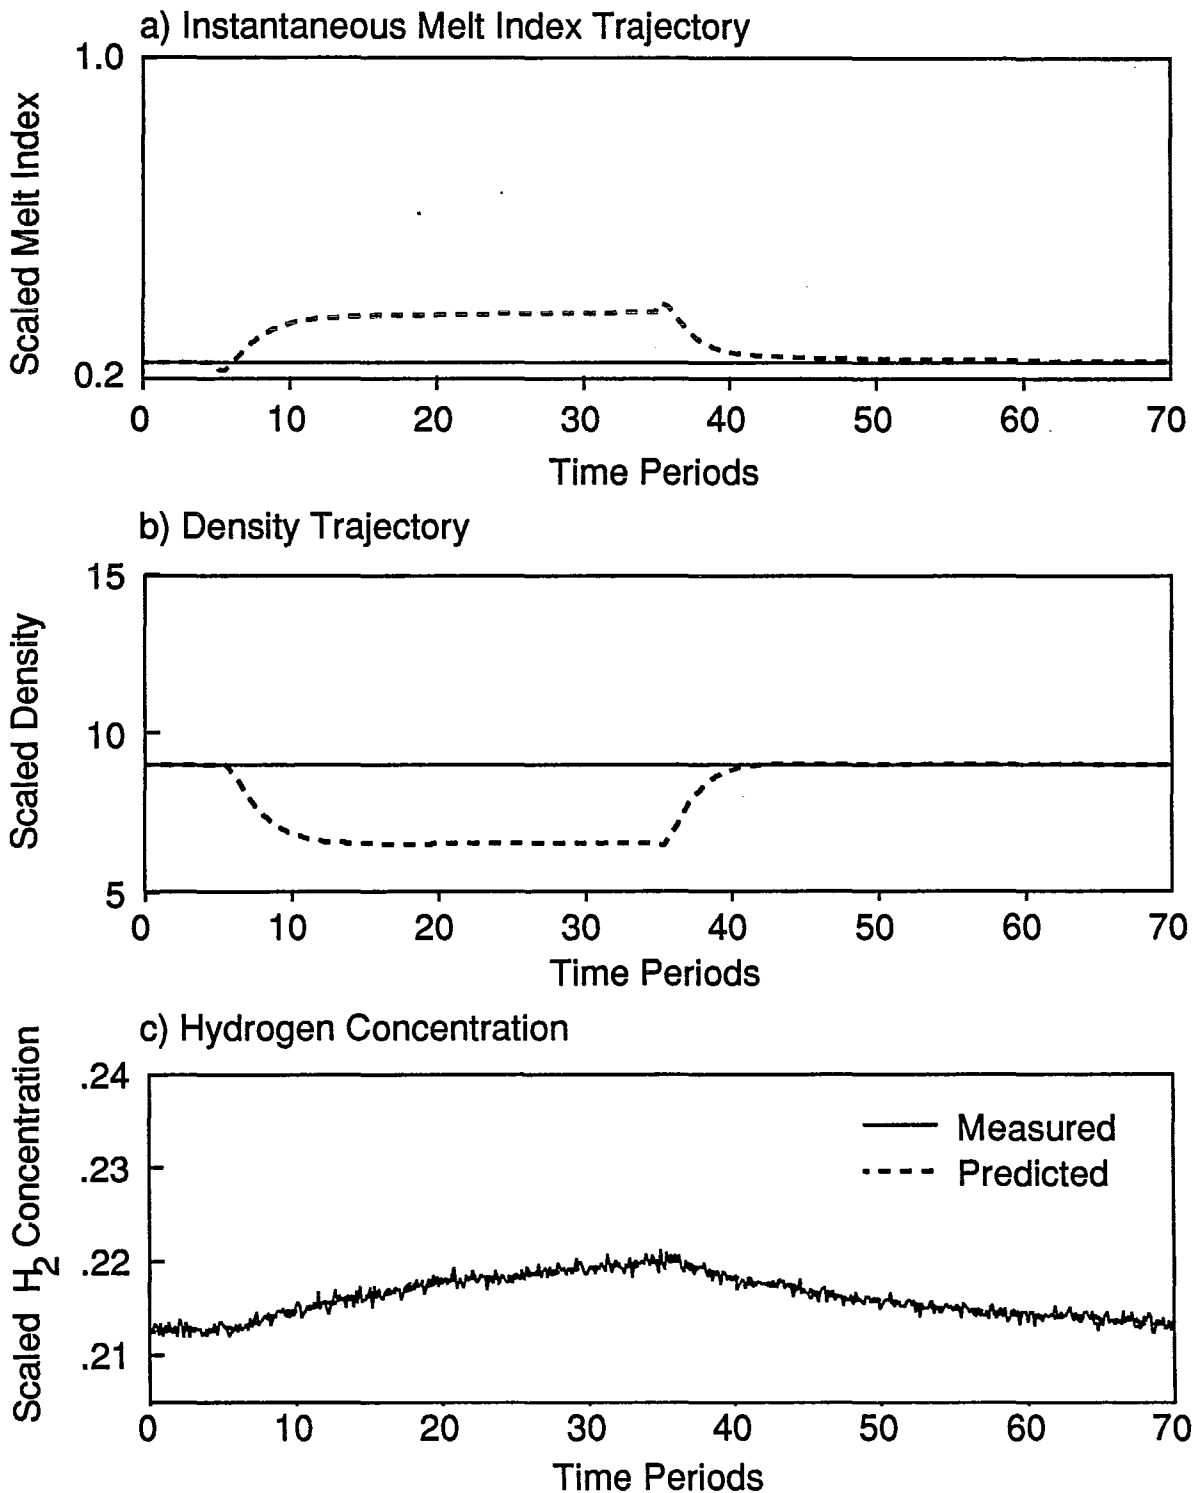 a) Instantaneous Melt Index Trajectory
Scaled Melt Index
1.0
0.2
0 10 20 30 40 50 60 70
Time Periods
b) Density Trajectory
Scaled Density
15
10
5
0 10 20 30 40 50 60 70
Time Periods
c) Hydrogen Concentration
Scaled H2 Concentration
.24
.23
.22
.21
Measured
Predicted
0 10 20 30 40 50 60 70
Time Periods